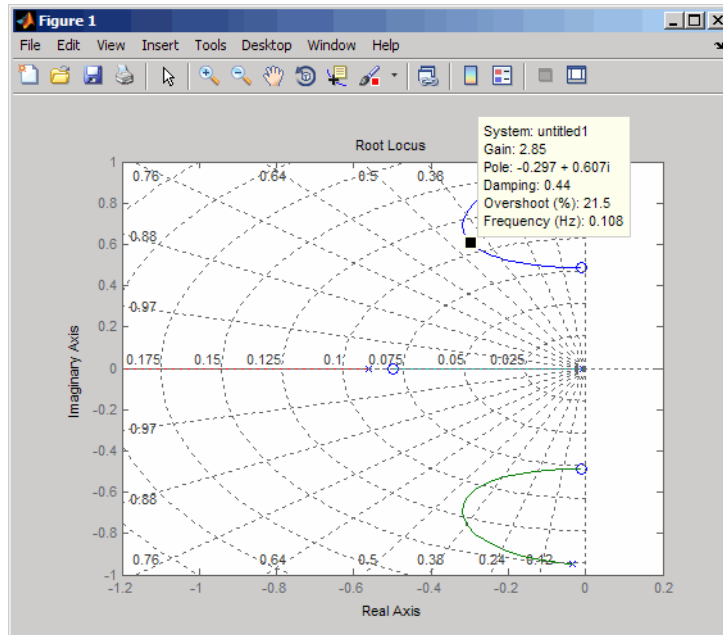 Figure 1
File Edit View Insert Tools Desktop Window Help
Root Locus
System: untitled1
Gain: 2.85
Pole: -0.297 + 0.607i
Damping: 0.44
Overshoot (%): 21.5
Frequency (Hz): 0.108
1
0.8
0.6
0.4
0.2
0
-0.2
-0.4
-0.6
-0.8
-1
Imaginary Axis
0.76 0.64 0.5 0.38
0.88
0.97
0.175 0.15 0.125 0.1 0.075 0.05 0.025
0.97
0.88
0.76 0.64 0.5 0.38 0.24 0.12
-1.2 -1 -0.8 -0.6 -0.4 -0.2 0 0.2
Real Axis